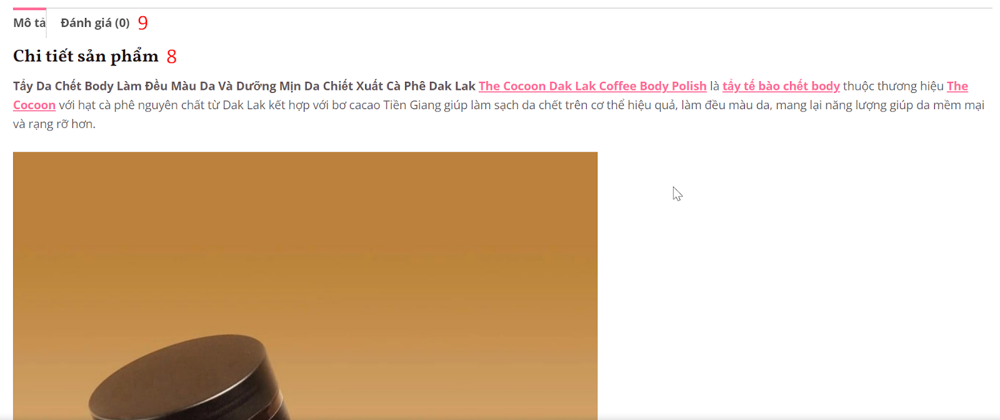 Mô tả Đánh giá (0) 9
Chi tiết sản phẩm 8
Tẩy Da Chết Body Làm Đều Màu Da Và Dưỡng Mịn Da Chiết Xuất Cà Phê Dak Lak The Cocoon Dak Lak Coffee Body Polish là tẩy tế bào chết body thuộc thương hiệu The
Cocoon với hạt cà phê nguyên chất từ Dak Lak kết hợp với bơ cacao Tiền Giang giúp làm sạch da chết trên cơ thể hiệu quả, làm đều màu da, mang lại năng lượng giúp da mềm mại
và rạng rỡ hơn.